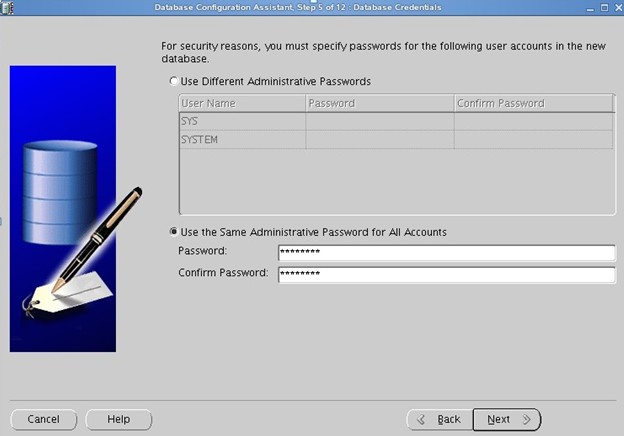 Database Configuration Assistant, Step 5 of 12 : Database Credentials
For security reasons, you must specify passwords for the following user accounts in the new
database.
Use Different Administrative Passwords
User Name Password Confirm Password
SYS
SYSTEM
Use the Same Administrative Password for All Accounts
Password: ********
Confirm Password: ********
Cancel Help Back Next